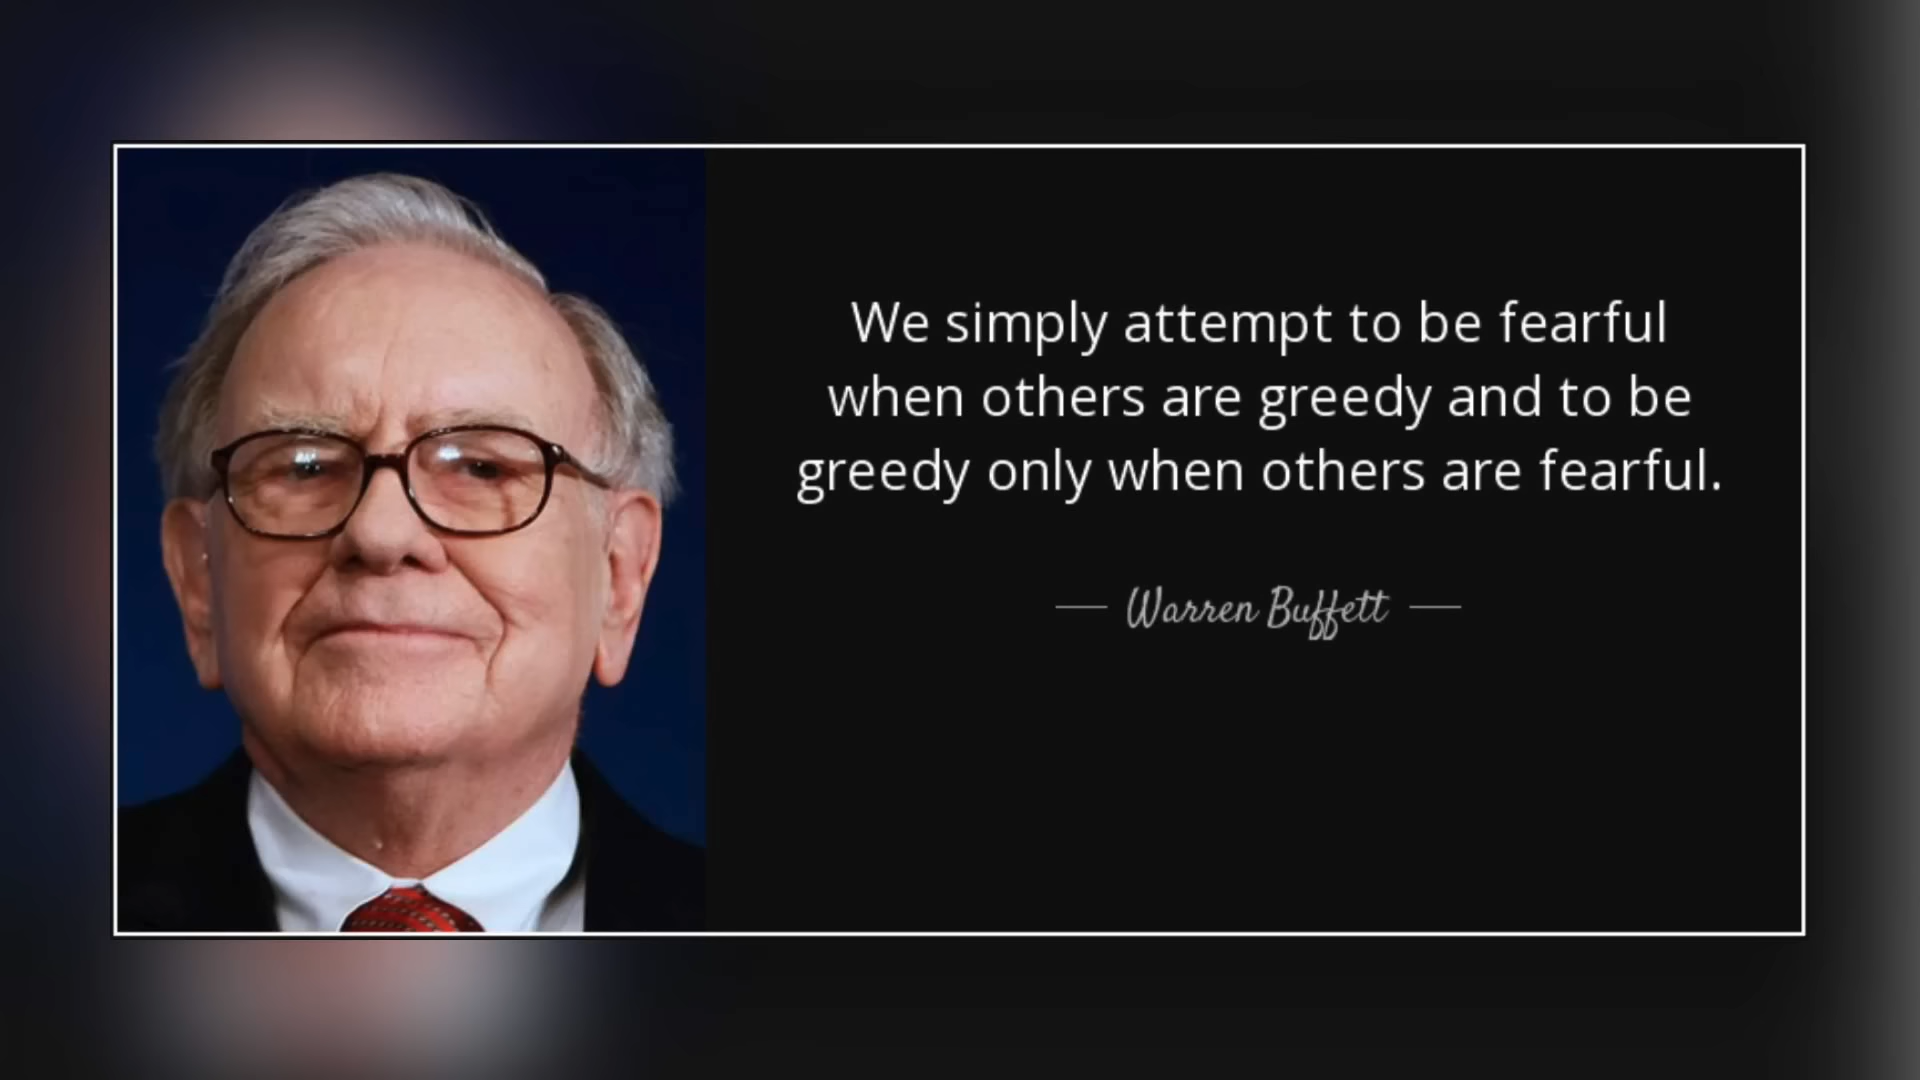 We simply attempt to be fearful
when others are greedy and to be
greedy only when others are fearful.
Warren Buffett